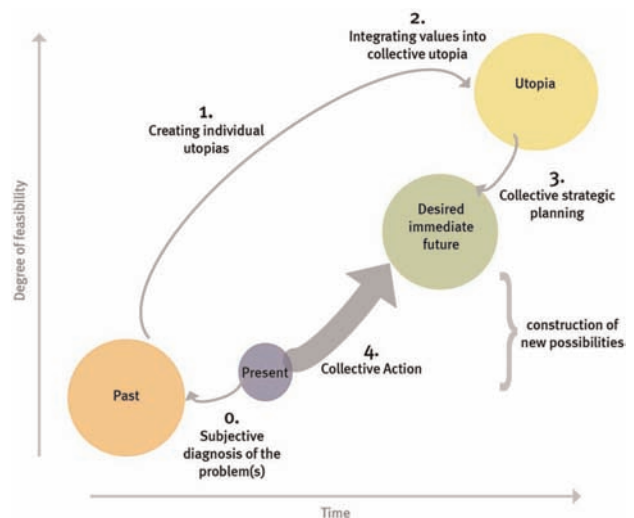 2.
Integrating values into
collective utopia
Utopia
1.
Creating individual
utopias
3.
Collective strategic
planning
Desired
immediate
future
Degree of feasibility
construction of
new possibilities
4.
Collective Action
Present
Past
0.
Subjective
diagnosis of the
problem(s)
Time